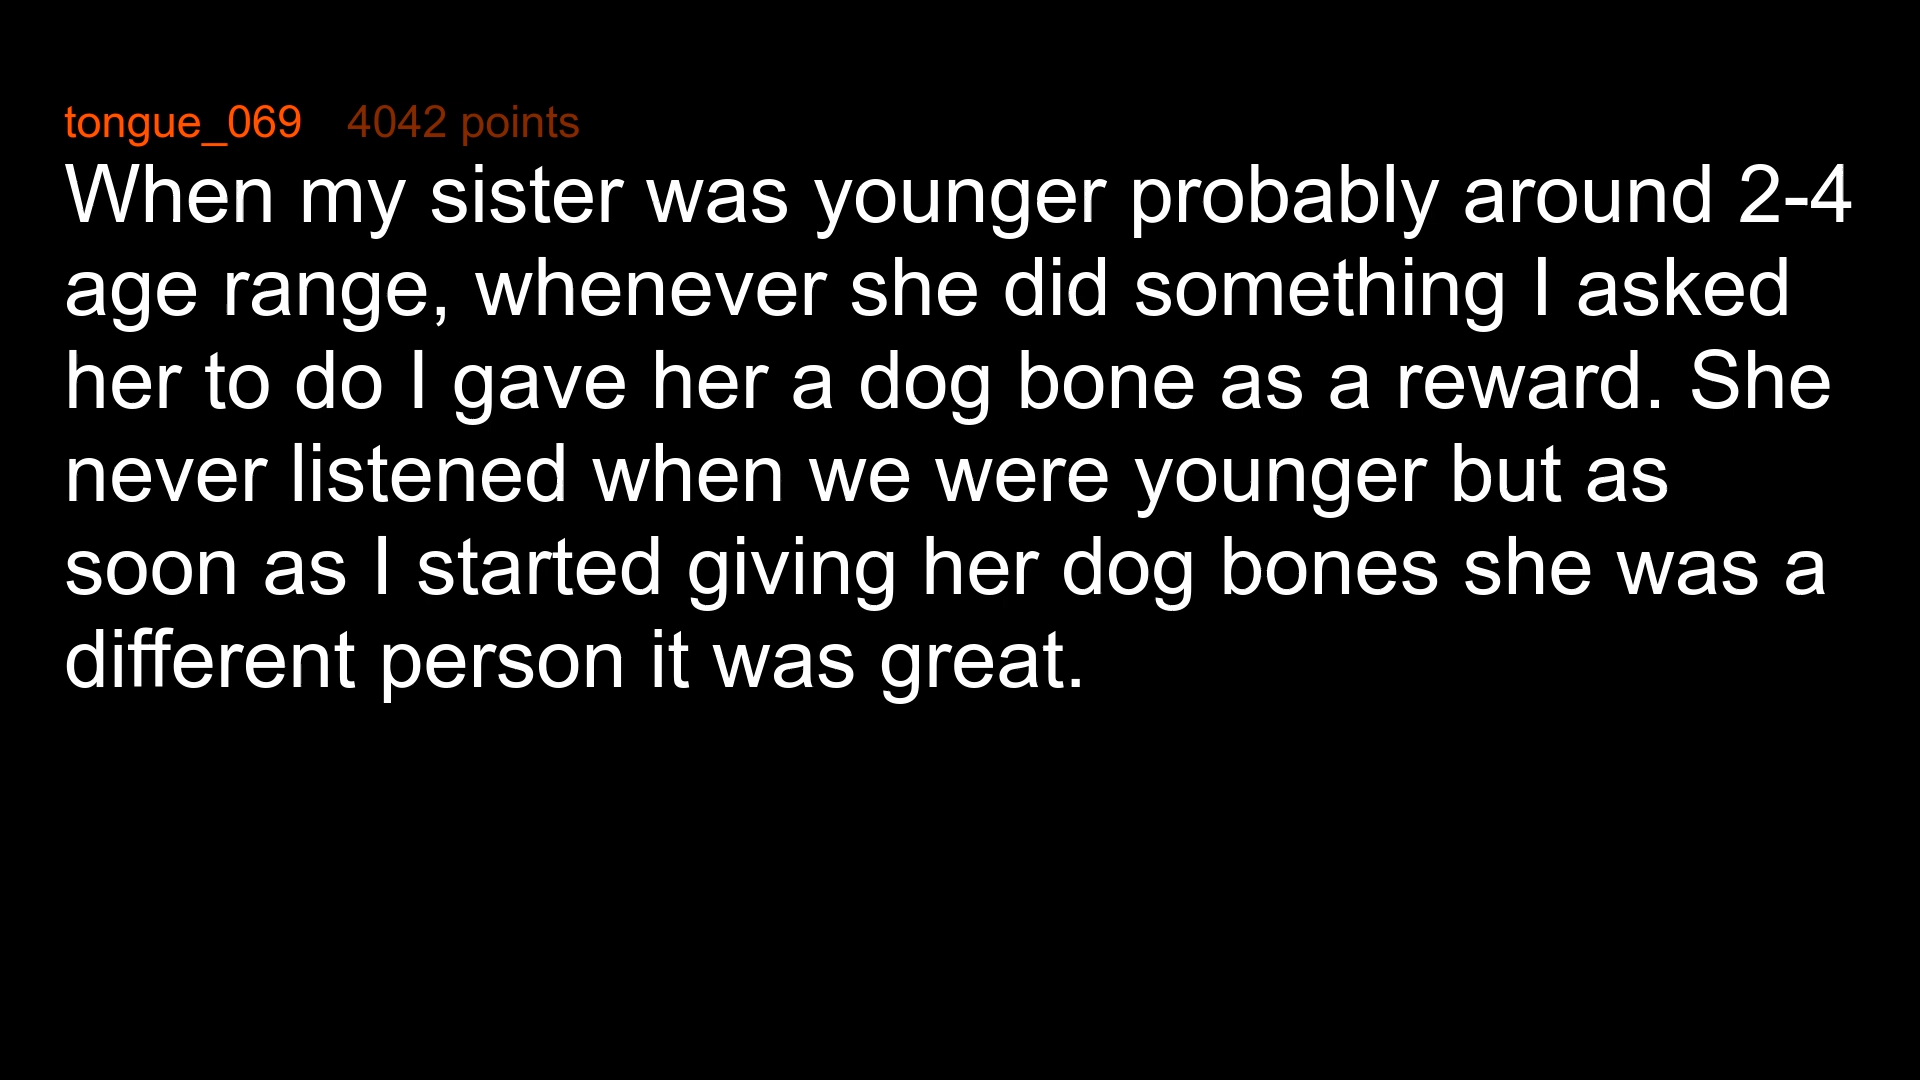 tongue_069 4042 points
When my sister was younger probably around 2-4
age range, whenever she did something I asked
her to do I gave her a dog bone as a reward. She
never listened when we were younger but as
soon as I started giving her dog bones she was a
different person it was great.